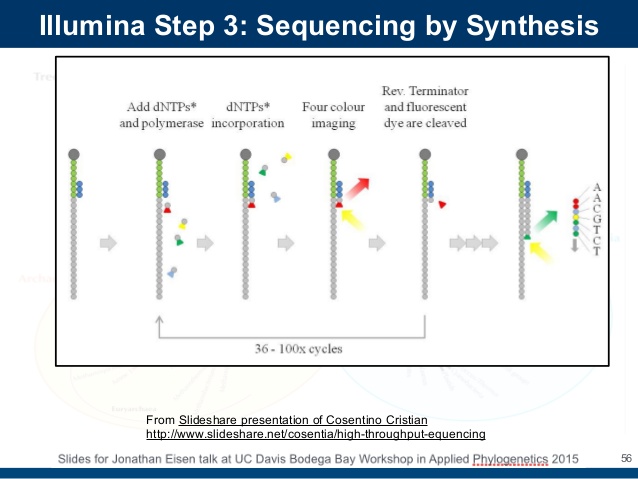 Illumina Step 3: Sequencing by Synthesis
Add dNTPs*
and polymerase
dNTPs*
incorporation
Four colour
imaging
Rev. Terminator
and fluorescent
dye are cleaved
A
A
C
G
T
C
T
36 - 100x cycles
From Slideshare presentation of Cosentino Cristian
http://www.slideshare.net/cosentia/high-throughput-equencing
Slides for Jonathan Eisen talk at UC Davis Bodega Bay Workshop in Applied Phylogenetics 2015
56